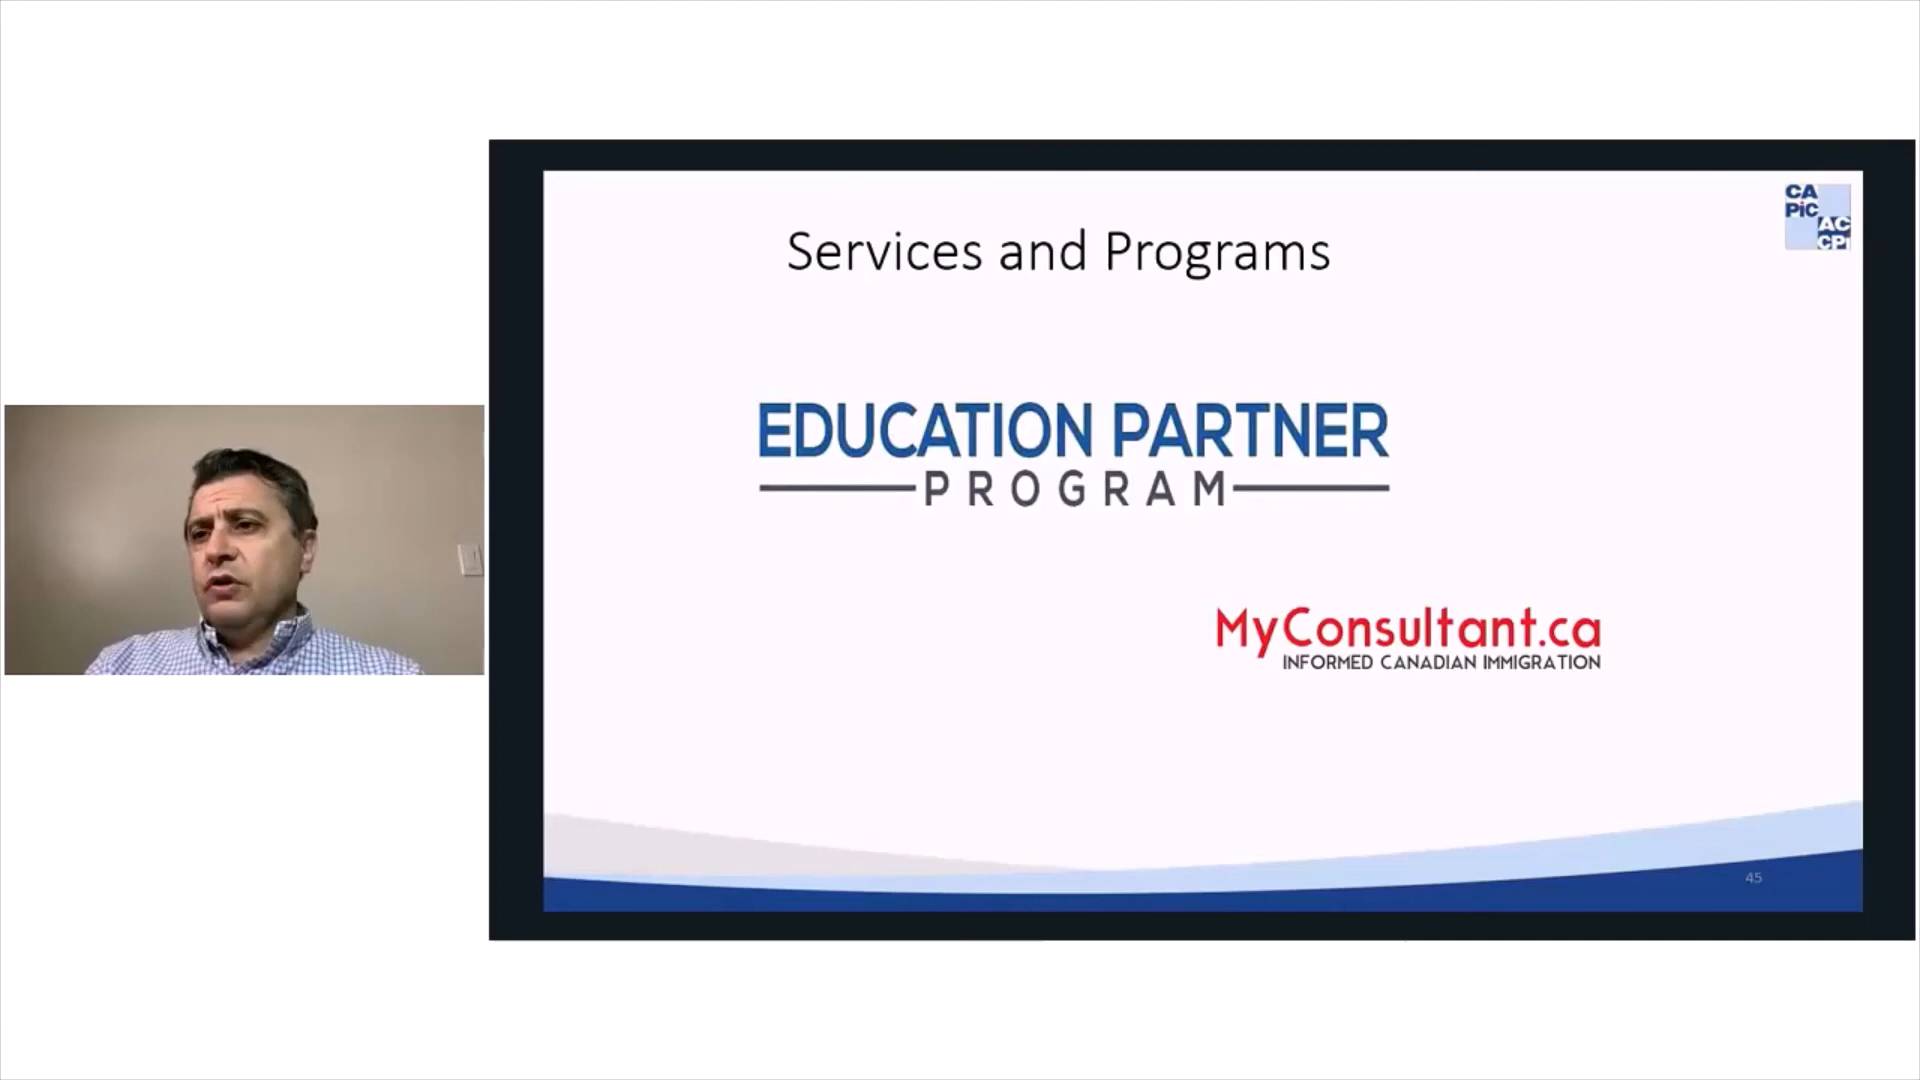 CA
PiC
AC
CPi
Services and Programs
EDUCATION PARTNER
PROGRAM
MyConsultant.ca
INFORMED CANADIAN IMMIGRATION
45